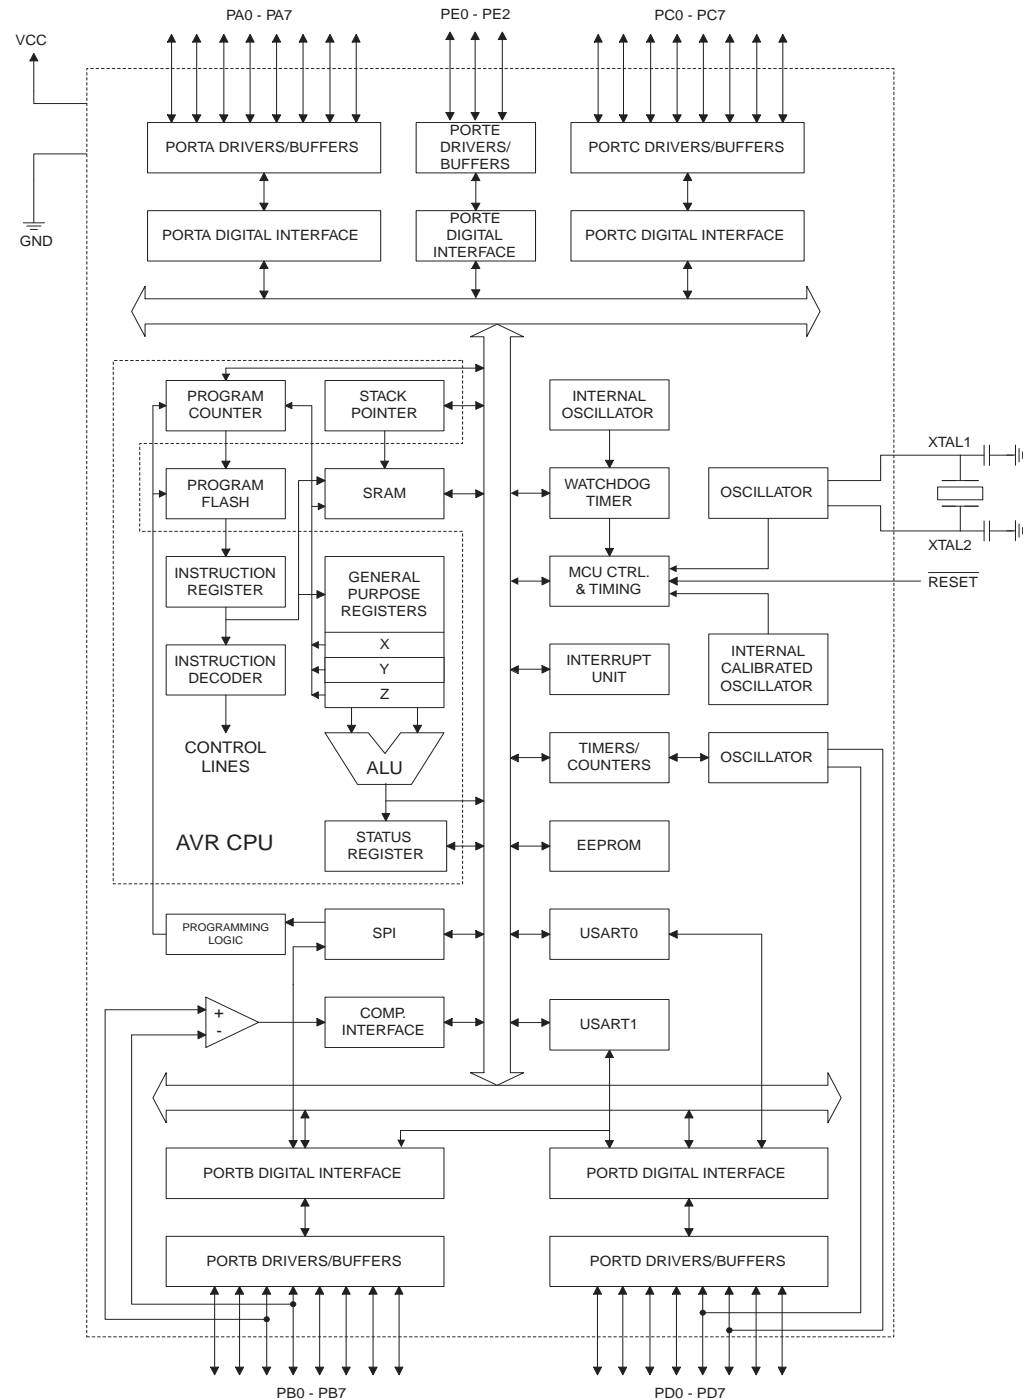 PA0 - PA7
PE0 - PE2
PC0 - PC7
VCC
PORTA DRIVERS/BUFFERS
PORTE
DRIVERS/
BUFFERS
PORTC DRIVERS/BUFFERS
GND
PORTA DIGITAL INTERFACE
PORTE
DIGITAL
INTERFACE
PORTC DIGITAL INTERFACE
PROGRAM
COUNTER
STACK
POINTER
INTERNAL
OSCILLATOR
XTAL1
PROGRAM
FLASH
SRAM
WATCHDOG
TIMER
OSCILLATOR
XTAL2
INSTRUCTION
REGISTER
GENERAL
PURPOSE
REGISTERS
MCU CTRL.
& TIMING
RESET
X
Y
Z
INSTRUCTION
DECODER
INTERRUPT
UNIT
INTERNAL
CALIBRATED
OSCILLATOR
CONTROL
LINES
ALU
TIMERS/
COUNTERS
OSCILLATOR
AVR CPU
STATUS
REGISTER
EEPROM
PROGRAMMING
LOGIC
SPI
USART0
+
-
COMP.
INTERFACE
USART1
PORTB DIGITAL INTERFACE
PORTD DIGITAL INTERFACE
PORTB DRIVERS/BUFFERS
PORTD DRIVERS/BUFFERS
PB0 - PB7
PD0 - PD7